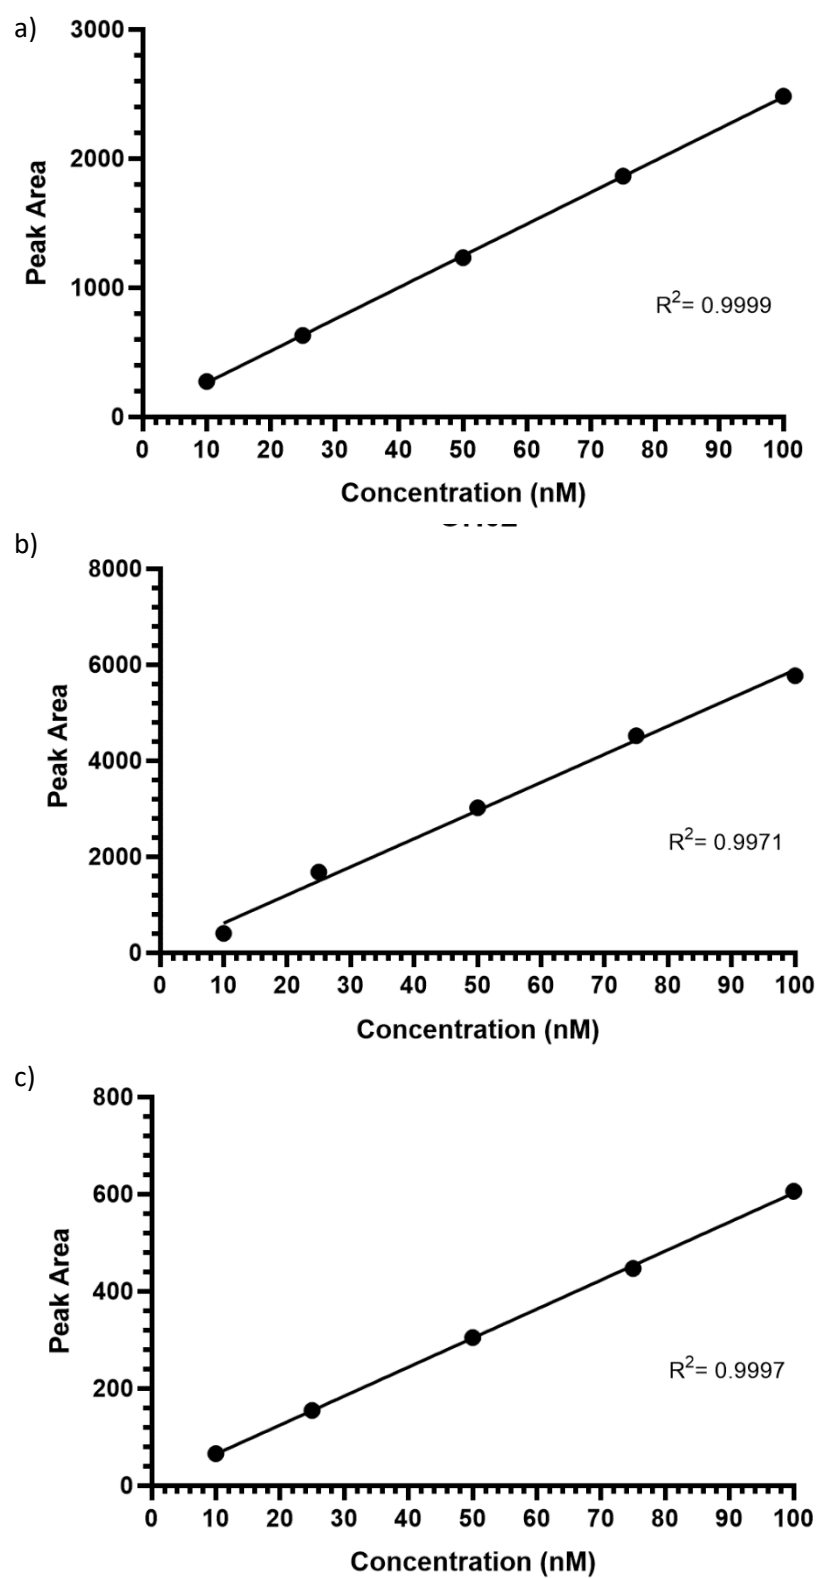 a)
3000
2000
1000
0
Peak Area
R²= 0.9999
0 10 20 30 40 50 60 70 80 90 100
Concentration (nM)
b)
8000
6000
4000
2000
0
Peak Area
R²= 0.9971
0 10 20 30 40 50 60 70 80 90 100
Concentration (nM)
c)
800
600
400
200
0
Peak Area
R²= 0.9997
0 10 20 30 40 50 60 70 80 90 100
Concentration (nM)